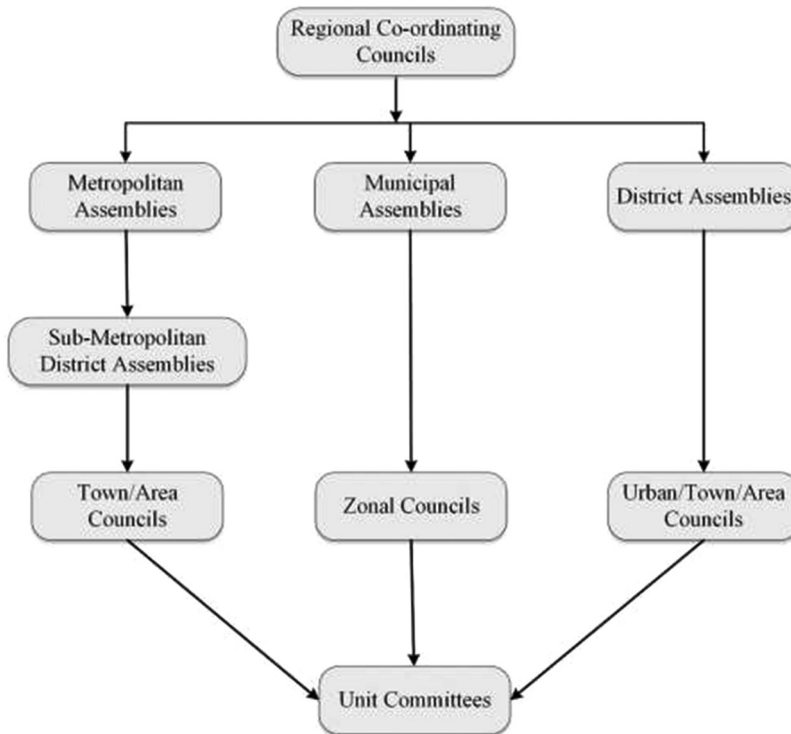 Regional Co-ordinating
Councils
Metropolitan
Assemblies
Municipal
Assemblies
District Assemblies
Sub-Metropolitan
District Assemblies
Town/Area
Councils
Zonal Councils
Urban/Town/Area
Councils
Unit Committees